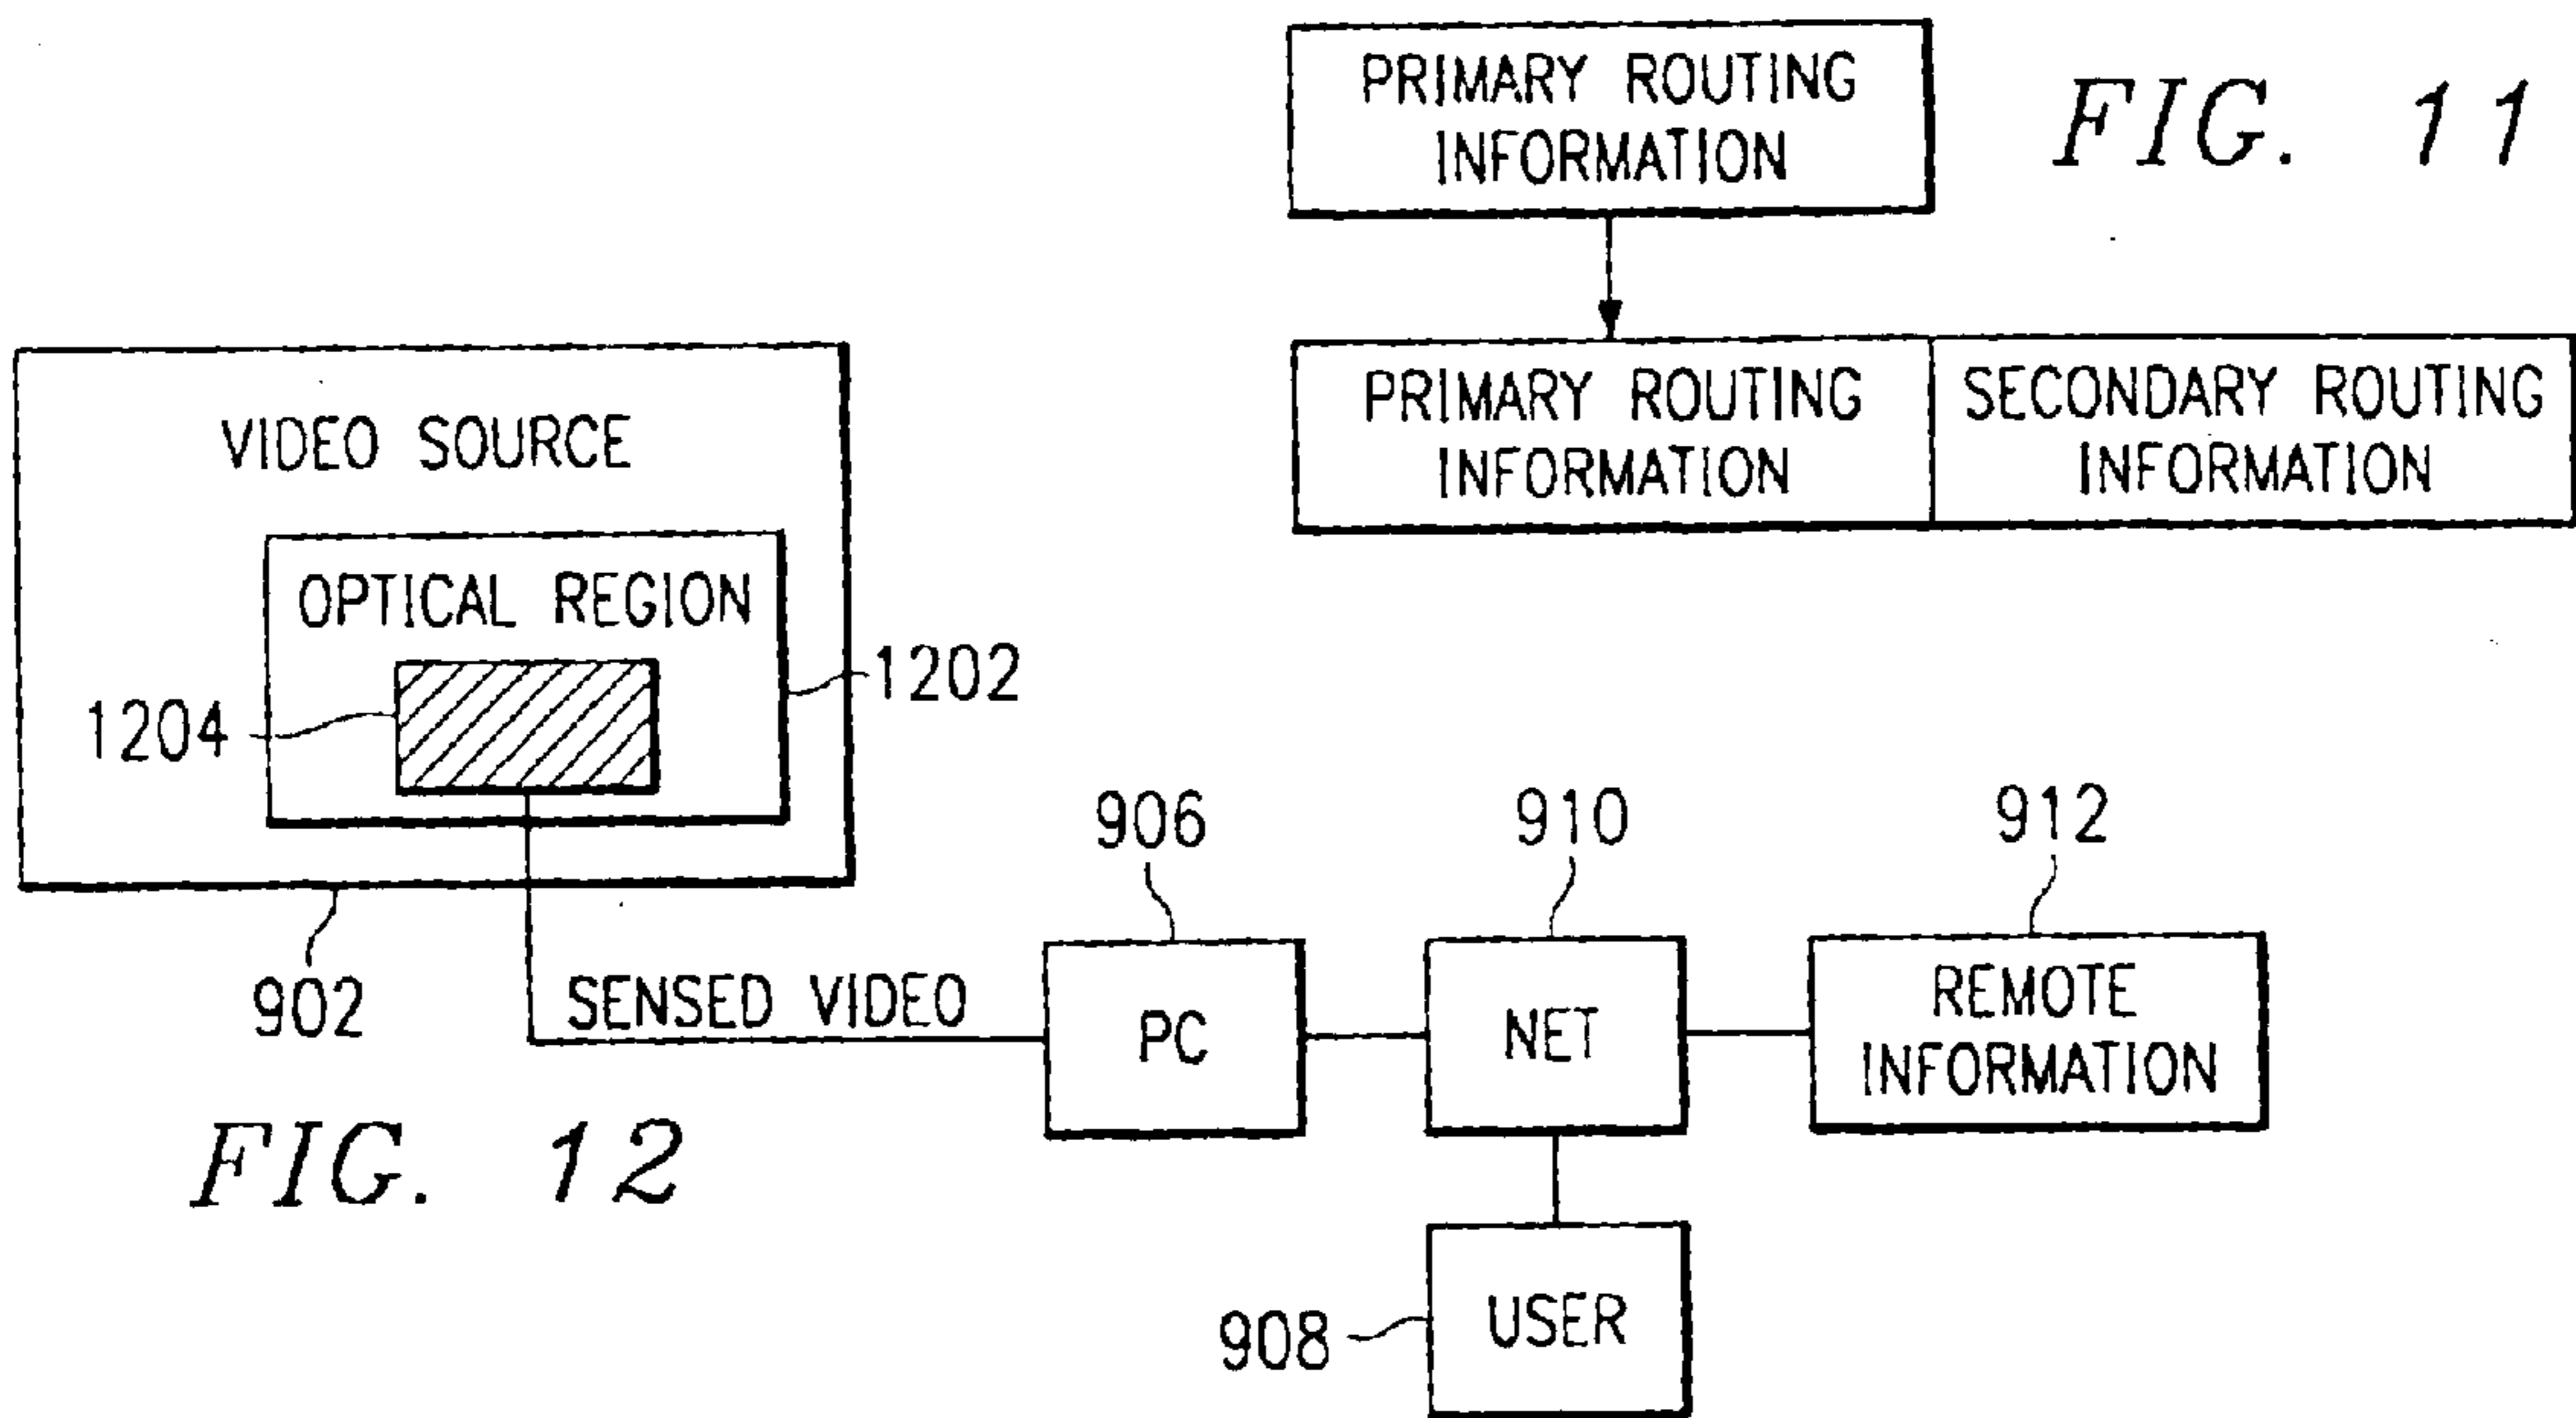 PRIMARY ROUTING
INFORMATION
FIG. 11
PRIMARY ROUTING
INFORMATION
SECONDARY ROUTING
INFORMATION
VIDEO SOURCE
OPTICAL REGION
1202
1204
902
SENSED VIDEO
906
PC
910
NET
912
REMOTE
INFORMATION
908
USER
FIG. 12